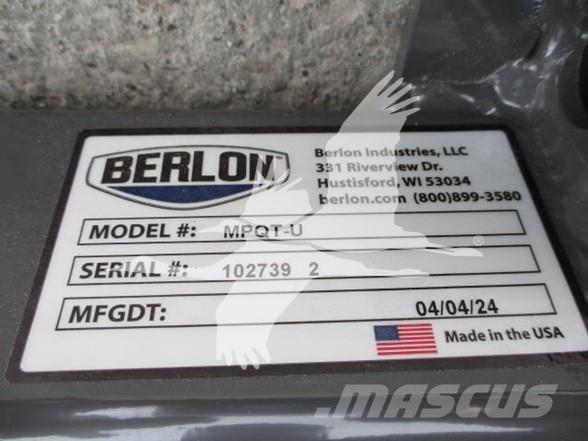 BERLON
Berlon Industries, LLC
331 Riverview Dr.
Hustisford, WI 53034
berlon.com (800)899-3580
MODEL #: MPQT-U
SERIAL #: 102739 2
MFGDT: 04/04/24
Made in the USA
MASCUS